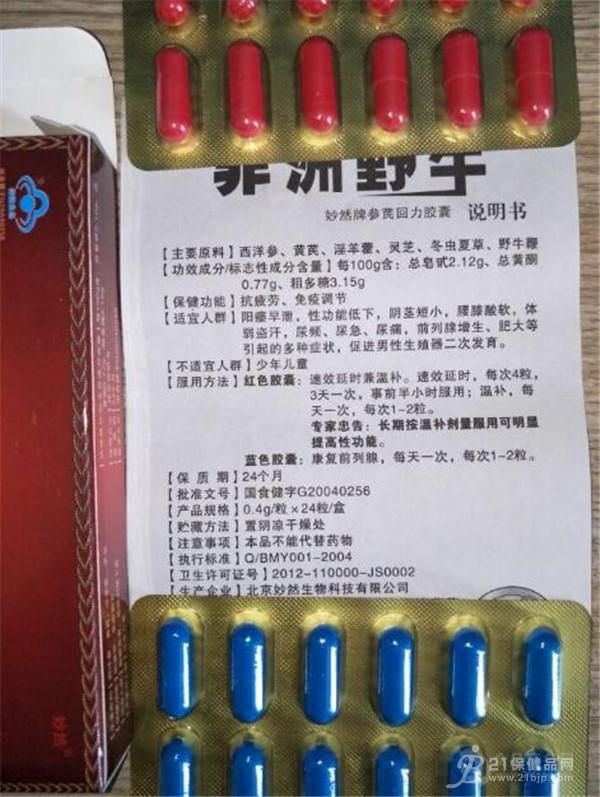 非洲野牛
妙然牌参芪回力胶囊 说明书
【主要原料】西洋参、黄芪、淫羊藿、灵芝、冬虫夏草、野牛鞭
【功效成分/标志性成分含量】每100g含：总皂甙2.12g、总黄酮
0.77g、粗多糖3.15g
【保健功能】抗疲劳、免疫调节
【适宜人群】阳痿早泄，性功能低下，阴茎短小，腰膝酸软，体
弱盗汗，尿频、尿急、尿痛，前列腺增生、肥大等
引起的多种症状，促进男性生殖器二次发育。
【不适宜人群】少年儿童
【服用方法】红色胶囊：速效延时兼温补。速效延时，每次4粒，
3天一次，事前半小时服用；温补，每
天一次，每次1-2粒。
专家忠告：长期按温补剂量服用可明显
提高性功能。
蓝色胶囊：康复前列腺，每天一次，每次1-2粒。
【保 质 期】24个月
【批准文号】国食健字G20040256
【产品规格】0.4g/粒×24粒/盒
【贮藏方法】置阴凉干燥处
【注意事项】本品不能代替药物
【执行标准】Q/BMY001-2004
【卫生许可证号】2012-110000-JS0002
【生产企业】北京妙然生物科技有限公司
21保健品网
www.21bjp.com